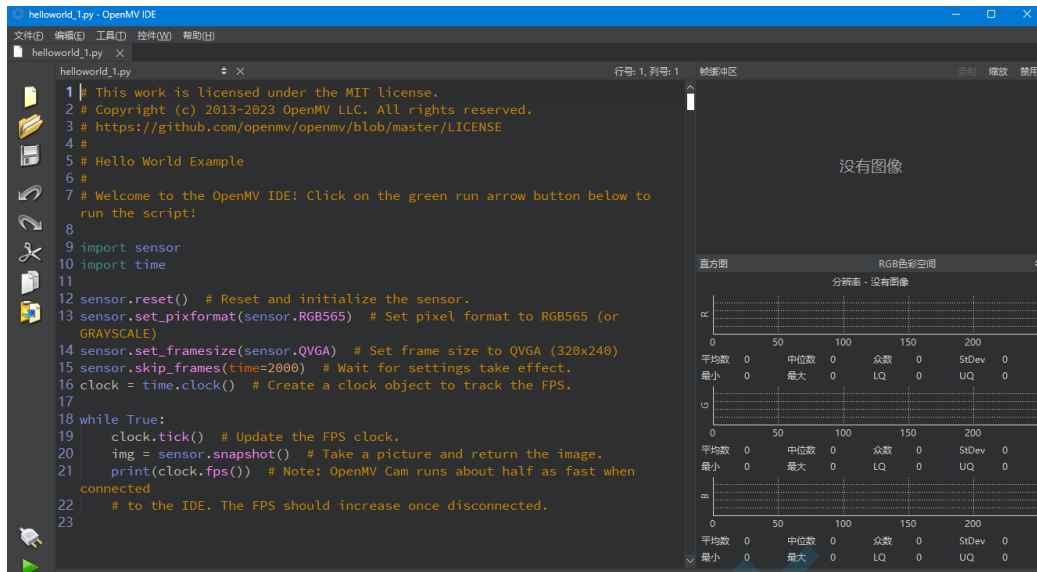 helloworld_1.py - OpenMV IDE
文件(F) 编辑(E) 工具(T) 控件(W) 帮助(H)
helloworld_1.py
helloworld_1.py 行号: 1, 列号: 1 帧缓冲区 录制 缩放 禁用
1 # This work is licensed under the MIT license.
2 # Copyright (c) 2013-2023 OpenMV LLC. All rights reserved.
3 # https://github.com/openmv/openmv/blob/master/LICENSE
4 #
5 # Hello World Example
6 #
7 # Welcome to the OpenMV IDE! Click on the green run arrow button below to
run the script!
8
9 import sensor
10 import time
11
12 sensor.reset()  # Reset and initialize the sensor.
13 sensor.set_pixformat(sensor.RGB565)  # Set pixel format to RGB565 (or
GRAYSCALE)
14 sensor.set_framesize(sensor.QVGA)  # Set frame size to QVGA (320x240)
15 sensor.skip_frames(time=2000)  # Wait for settings take effect.
16 clock = time.clock()  # Create a clock object to track the FPS.
17
18 while True:
19     clock.tick()  # Update the FPS clock.
20     img = sensor.snapshot()  # Take a picture and return the image.
21     print(clock.fps())  # Note: OpenMV Cam runs about half as fast when
connected
22     # to the IDE. The FPS should increase once disconnected.
23
没有图像
直方图 RGB色彩空间
分辨率 - 没有图像
R
0 50 100 150 200
平均数 0 中位数 0 众数 0 StDev 0
最小 0 最大 0 LQ 0 UQ 0
G
0 50 100 150 200
平均数 0 中位数 0 众数 0 StDev 0
最小 0 最大 0 LQ 0 UQ 0
B
0 50 100 150 200
平均数 0 中位数 0 众数 0 StDev 0
最小 0 最大 0 LQ 0 UQ 0